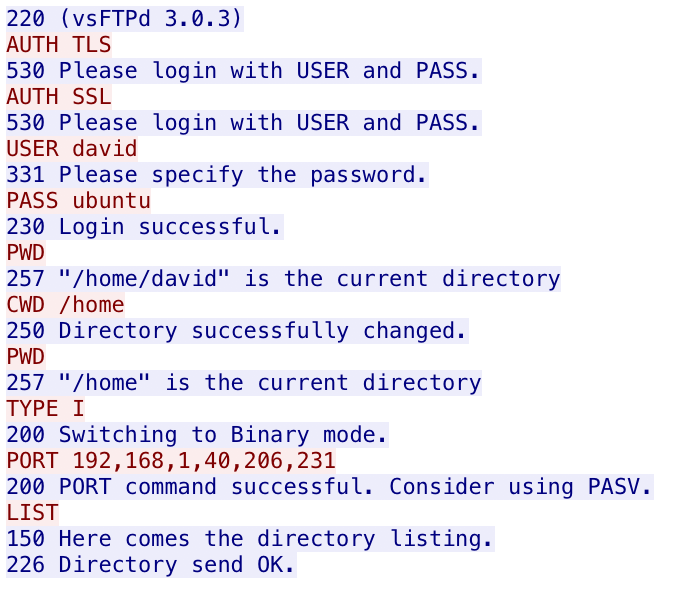 220 (vsFTPd 3.0.3)
AUTH TLS
530 Please login with USER and PASS.
AUTH SSL
530 Please login with USER and PASS.
USER david
331 Please specify the password.
PASS ubuntu
230 Login successful.
PWD
257 "/home/david" is the current directory
CWD /home
250 Directory successfully changed.
PWD
257 "/home" is the current directory
TYPE I
200 Switching to Binary mode.
PORT 192,168,1,40,206,231
200 PORT command successful. Consider using PASV.
LIST
150 Here comes the directory listing.
226 Directory send OK.